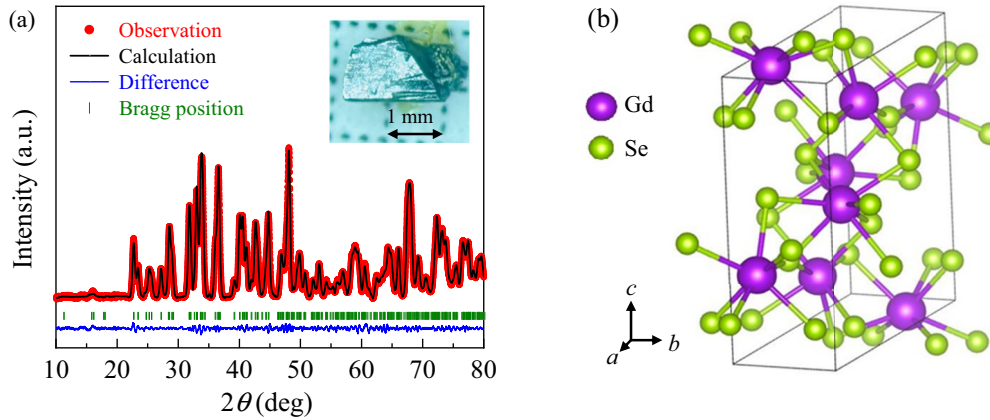 (a)
Observation
Calculation
Difference
Bragg position
1 mm
Intensity (a.u.)
10 20 30 40 50 60 70 80
2θ (deg)
(b)
Gd
Se
c
a
b